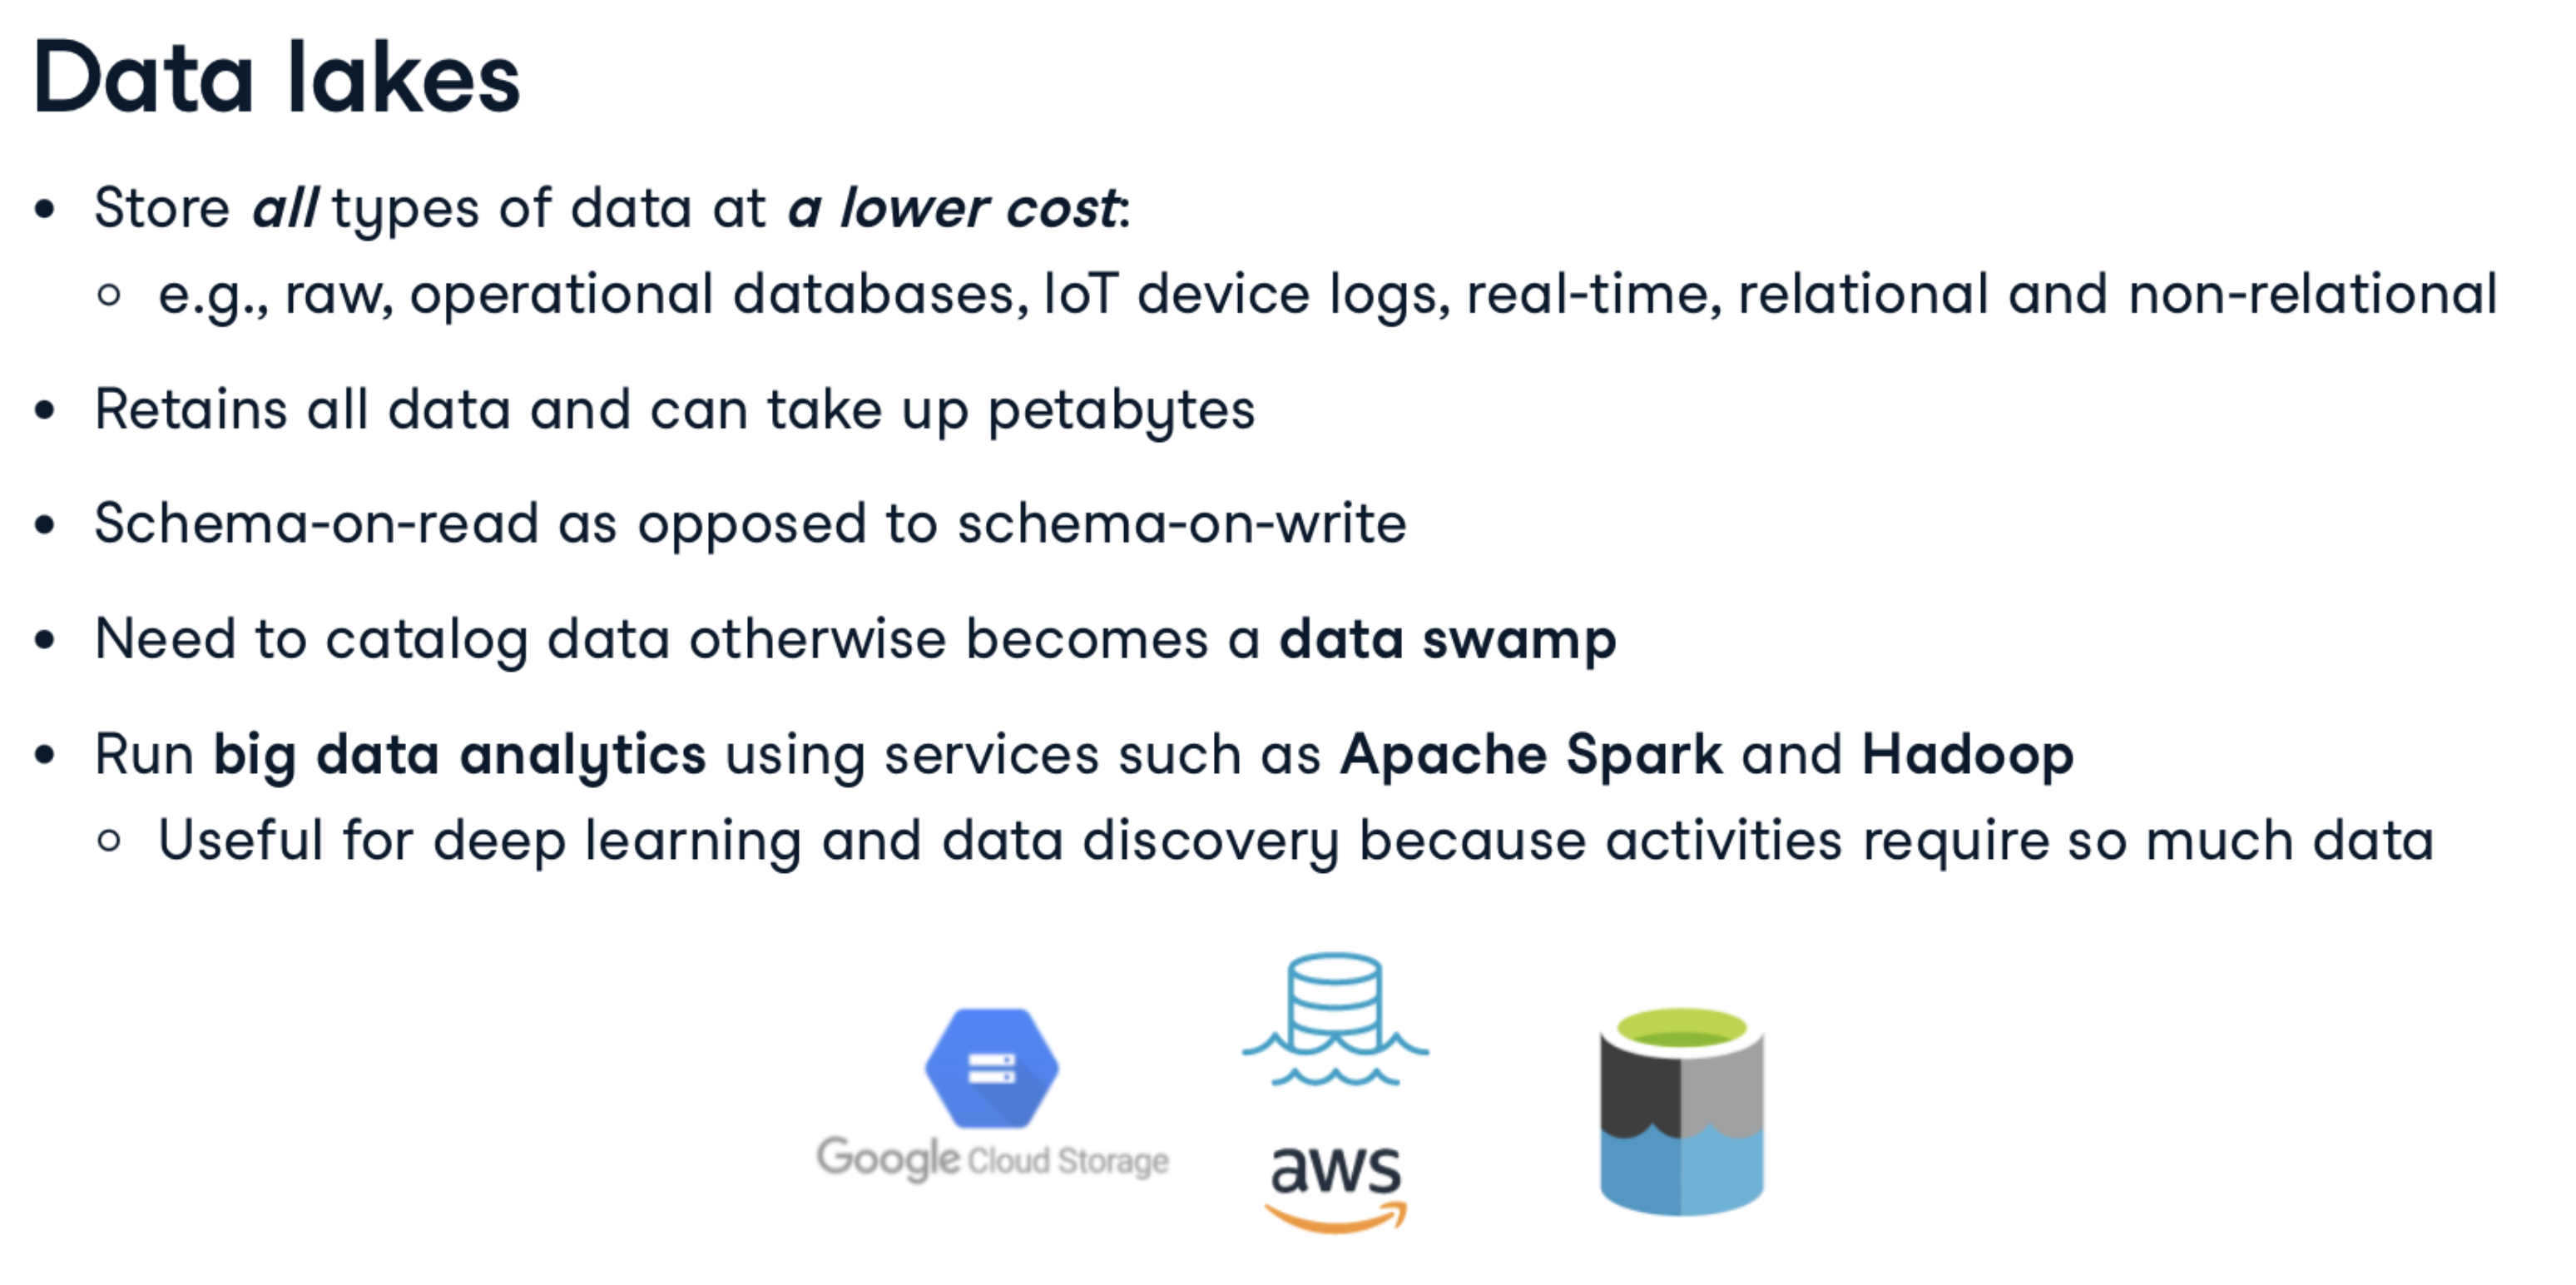 Data lakes
• Store all types of data at a lower cost:
○ e.g., raw, operational databases, IoT device logs, real-time, relational and non-relational
• Retains all data and can take up petabytes
• Schema-on-read as opposed to schema-on-write
• Need to catalog data otherwise becomes a data swamp
• Run big data analytics using services such as Apache Spark and Hadoop
○ Useful for deep learning and data discovery because activities require so much data
Google Cloud Storage
aws